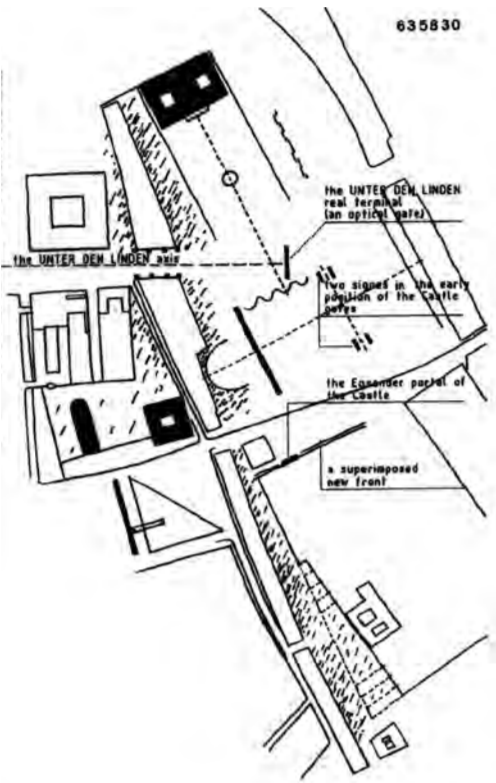 635830
the UNTER DEN LINDEN
real terminal
(an optical gate)
the UNTER DEN LINDEN axis
two signes in the early
position of the Castle
gates
the Eosander portal of
the Castle
a superimposed
new front